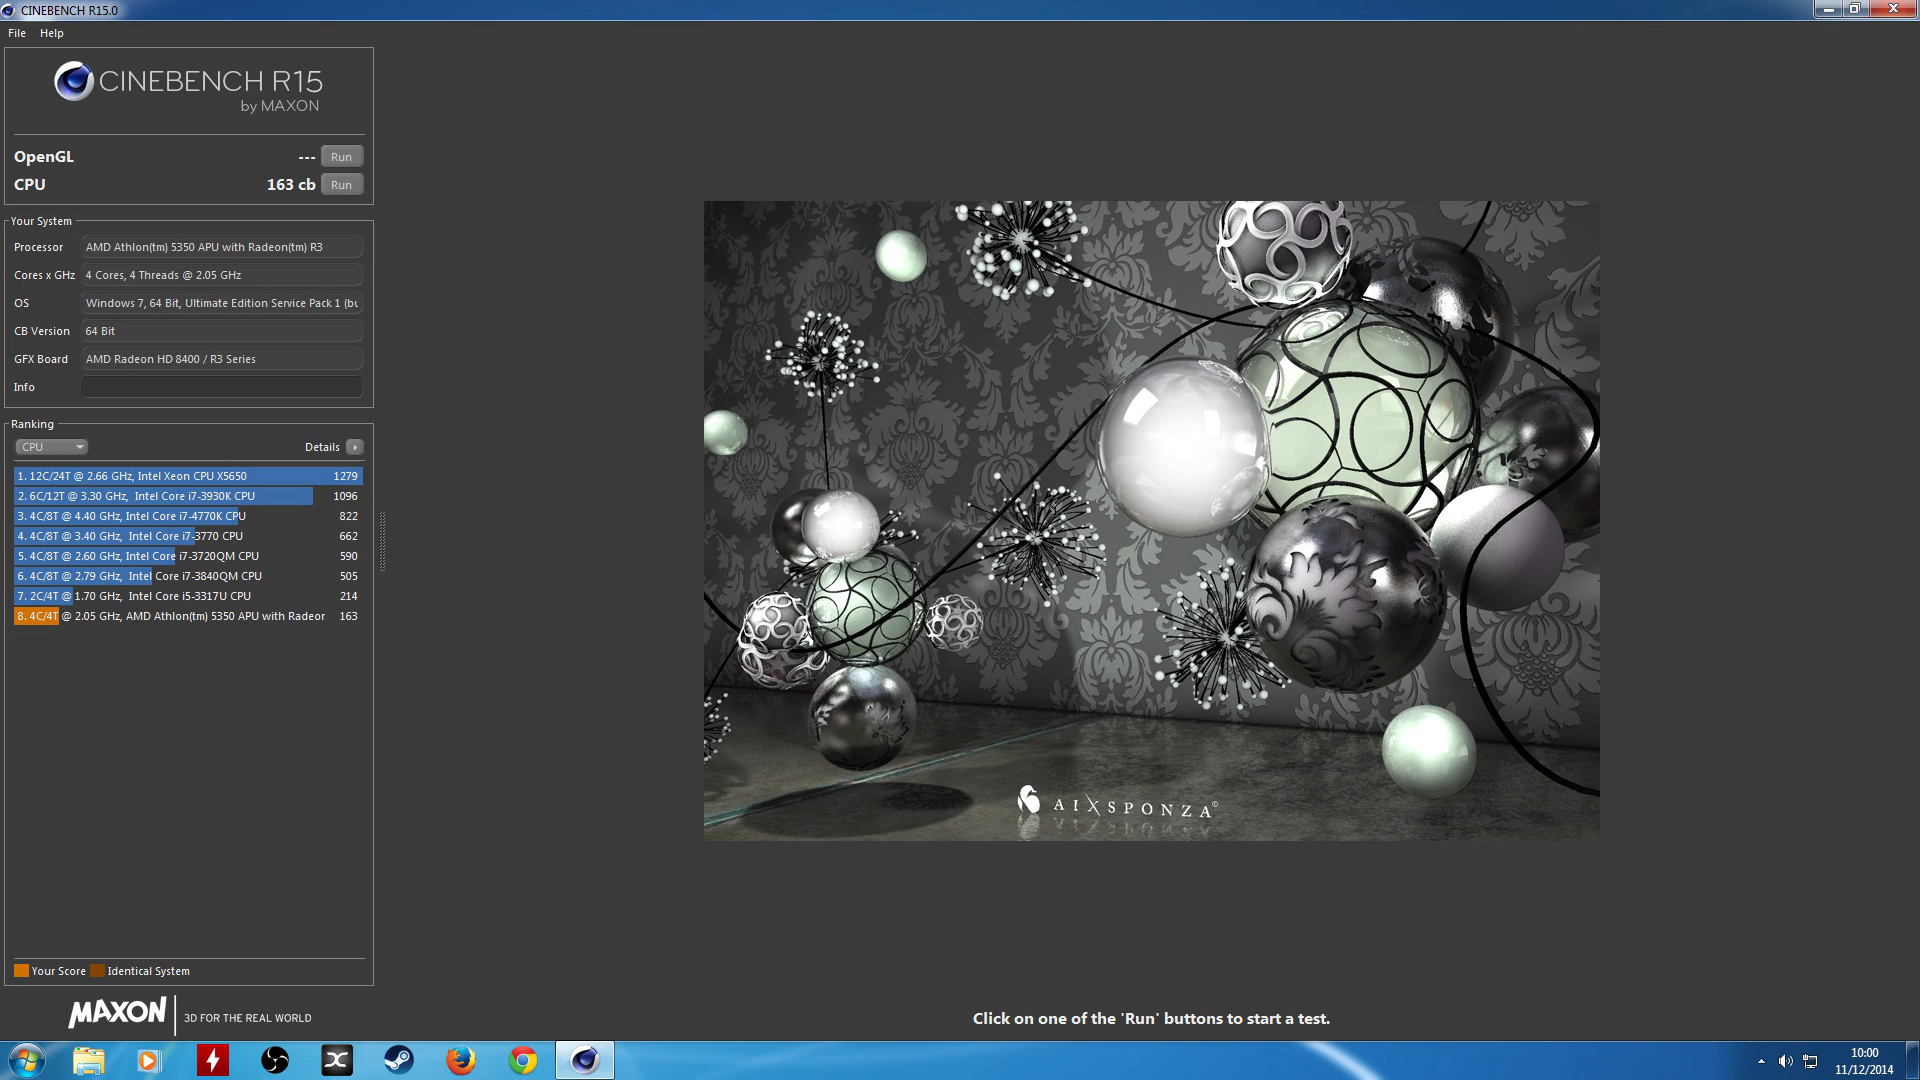 CINEBENCH R15.0
File Help
CINEBENCH R15
by MAXON
OpenGL --- Run
CPU 163 cb Run
Your System
Processor AMD Athlon(tm) 5350 APU with Radeon(tm) R3
Cores x GHz 4 Cores, 4 Threads @ 2.05 GHz
OS Windows 7, 64 Bit, Ultimate Edition Service Pack 1 (bu
CB Version 64 Bit
GFX Board AMD Radeon HD 8400 / R3 Series
Info
Ranking
CPU Details
1. 12C/24T @ 2.66 GHz, Intel Xeon CPU X5650 1279
2. 6C/12T @ 3.30 GHz, Intel Core i7-3930K CPU 1096
3. 4C/8T @ 4.40 GHz, Intel Core i7-4770K CPU 822
4. 4C/8T @ 3.40 GHz, Intel Core i7-3770 CPU 662
5. 4C/8T @ 2.60 GHz, Intel Core i7-3720QM CPU 590
6. 4C/8T @ 2.79 GHz, Intel Core i7-3840QM CPU 505
7. 2C/4T @ 1.70 GHz, Intel Core i5-3317U CPU 214
8. 4C/4T @ 2.05 GHz, AMD Athlon(tm) 5350 APU with Radeor 163
AIXSPONZA®
Your Score Identical System
MAXON 3D FOR THE REAL WORLD
Click on one of the 'Run' buttons to start a test.
10:00
11/12/2014